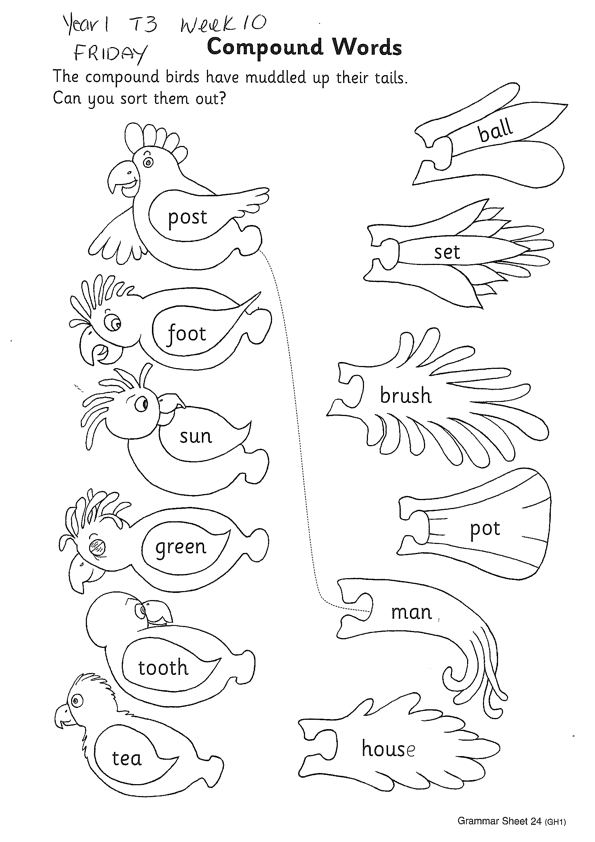 Year 1 T3 Week 10
FRIDAY
Compound Words
The compound birds have muddled up their tails.
Can you sort them out?
ball
post
set
foot
brush
sun
pot
green
man
tooth
house
tea
Grammar Sheet 24 (GH1)